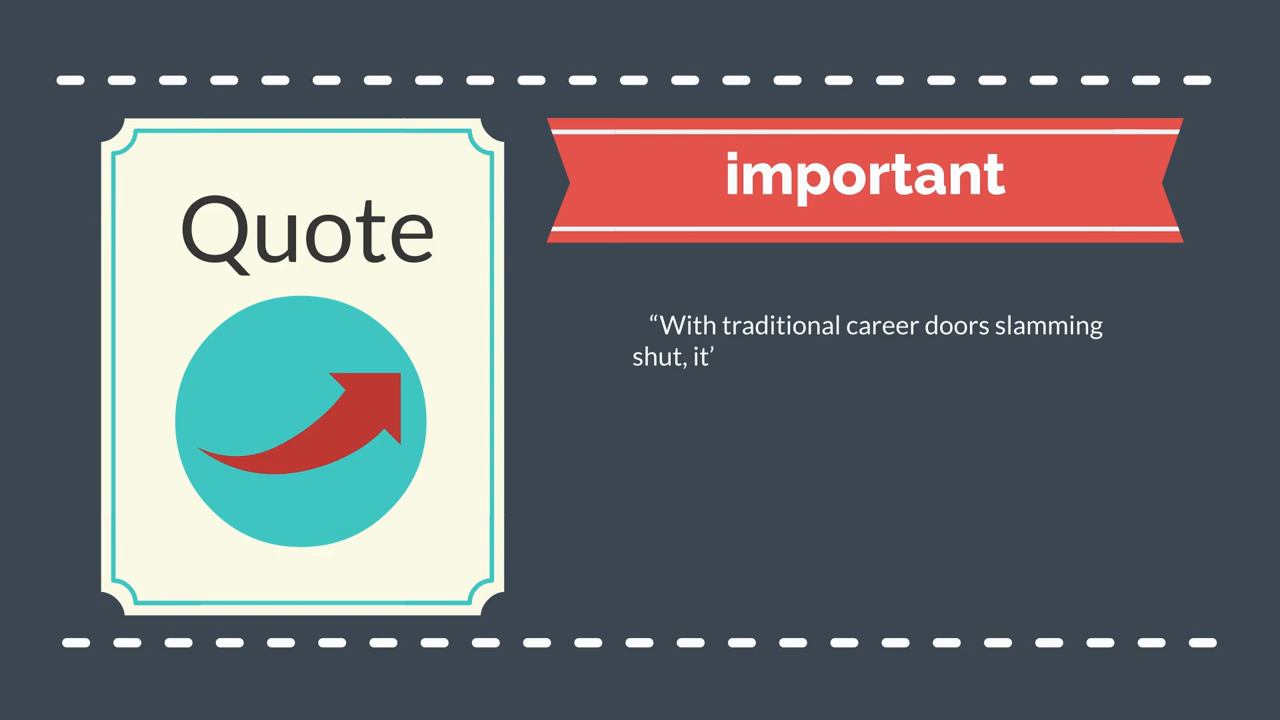 Quote
important
“With traditional career doors slamming
shut, it’